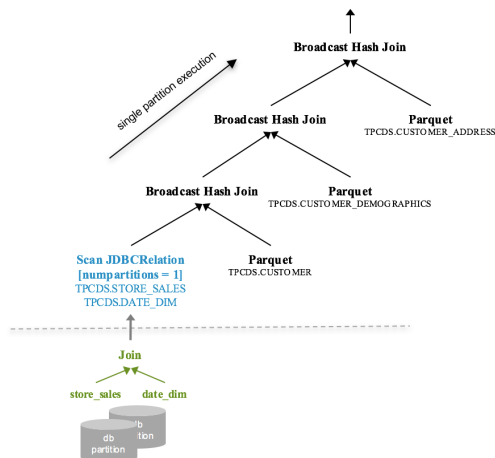 Broadcast Hash Join
single partition execution
Broadcast Hash Join
Parquet
TPCDS.CUSTOMER_ADDRESS
Broadcast Hash Join
Parquet
TPCDS.CUSTOMER_DEMOGRAPHICS
Scan JDBCRelation
[numpartitions = 1]
TPCDS.STORE_SALES
TPCDS.DATE_DIM
Parquet
TPCDS.CUSTOMER
Join
store_sales
date_dim
db
partition